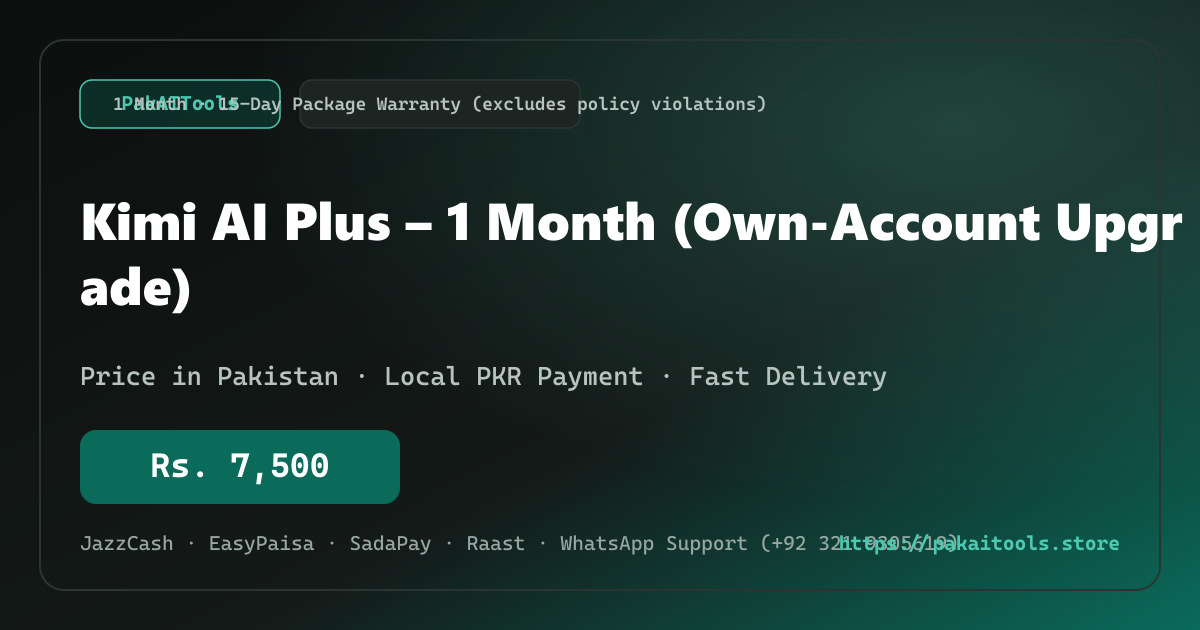 PakAITools
1 Month · 15-Day Package Warranty (excludes policy violations)
Kimi AI Plus – 1 Month (Own-Account Upgr
ade)
Price in Pakistan · Local PKR Payment · Fast Delivery
Rs. 7,500
JazzCash · EasyPaisa · SadaPay · Raast · WhatsApp Support (+92 321
https://pakaitools.store